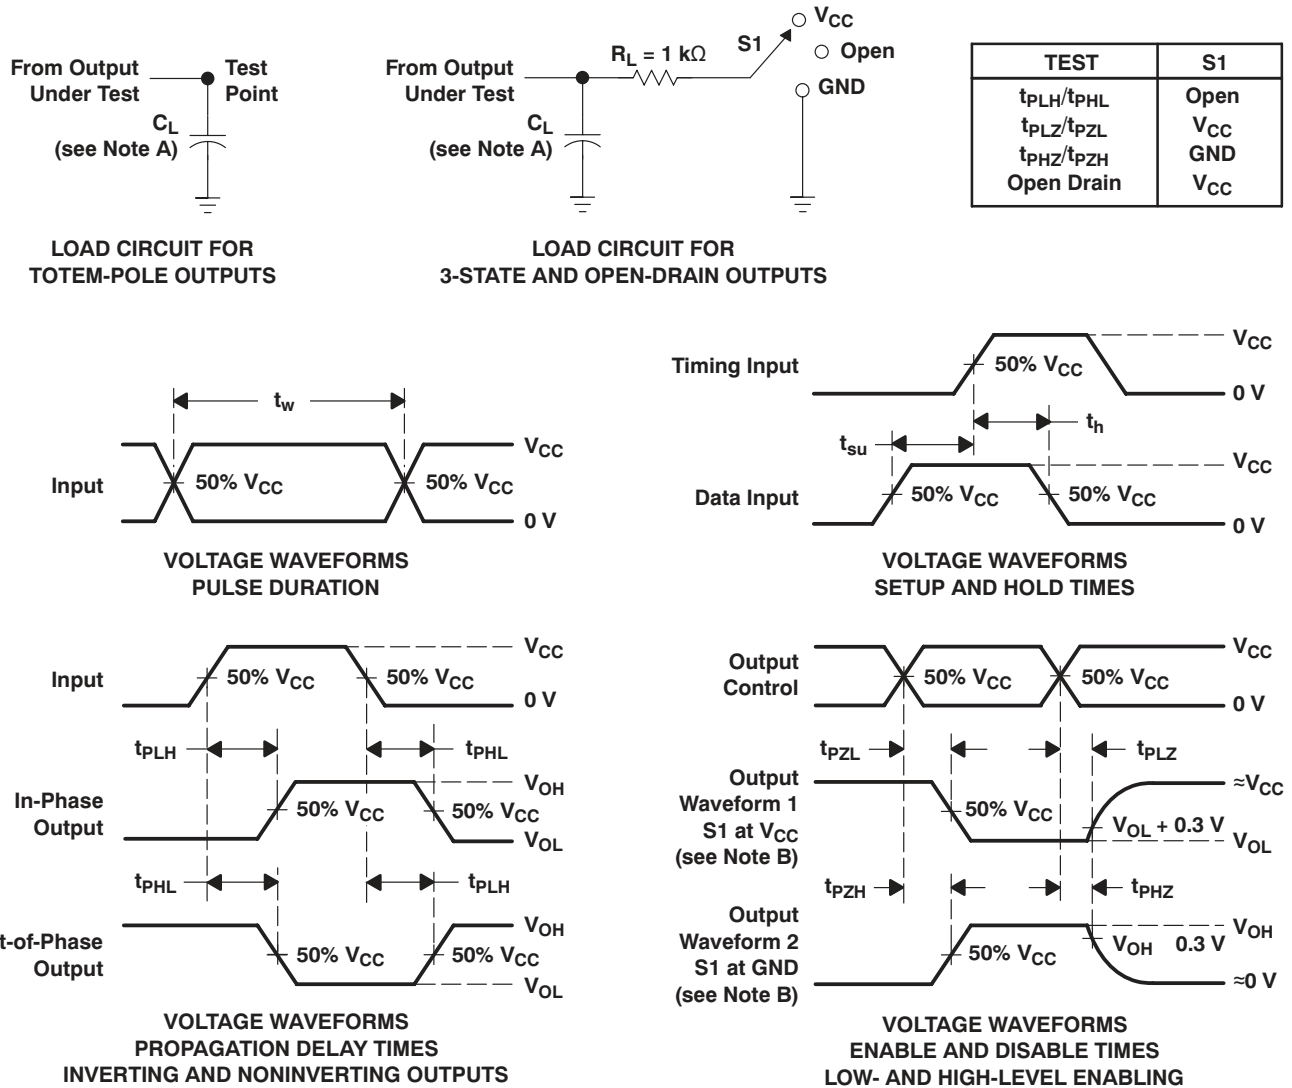 From Output
Under Test
Test
Point
C_L
(see Note A)
LOAD CIRCUIT FOR
TOTEM-POLE OUTPUTS
From Output
Under Test
R_L = 1 kΩ
S1
V_CC
Open
GND
C_L
(see Note A)
LOAD CIRCUIT FOR
3-STATE AND OPEN-DRAIN OUTPUTS
TEST S1
t_PLH/t_PHL Open
t_PLZ/t_PZL V_CC
t_PHZ/t_PZH GND
Open Drain V_CC
t_w
Input
50% V_CC
50% V_CC
V_CC
0 V
VOLTAGE WAVEFORMS
PULSE DURATION
Timing Input
50% V_CC
V_CC
0 V
t_su
t_h
Data Input
50% V_CC
50% V_CC
V_CC
0 V
VOLTAGE WAVEFORMS
SETUP AND HOLD TIMES
Input
50% V_CC
50% V_CC
V_CC
0 V
t_PLH
t_PHL
In-Phase
Output
50% V_CC
50% V_CC
V_OH
V_OL
t_PHL
t_PLH
t-of-Phase
Output
50% V_CC
50% V_CC
V_OH
V_OL
VOLTAGE WAVEFORMS
PROPAGATION DELAY TIMES
INVERTING AND NONINVERTING OUTPUTS
Output
Control
50% V_CC
50% V_CC
V_CC
0 V
t_PZL
t_PLZ
Output
Waveform 1
S1 at V_CC
(see Note B)
50% V_CC
V_OL + 0.3 V
≈V_CC
V_OL
t_PZH
t_PHZ
Output
Waveform 2
S1 at GND
(see Note B)
50% V_CC
V_OH 0.3 V
V_OH
≈0 V
VOLTAGE WAVEFORMS
ENABLE AND DISABLE TIMES
LOW- AND HIGH-LEVEL ENABLING